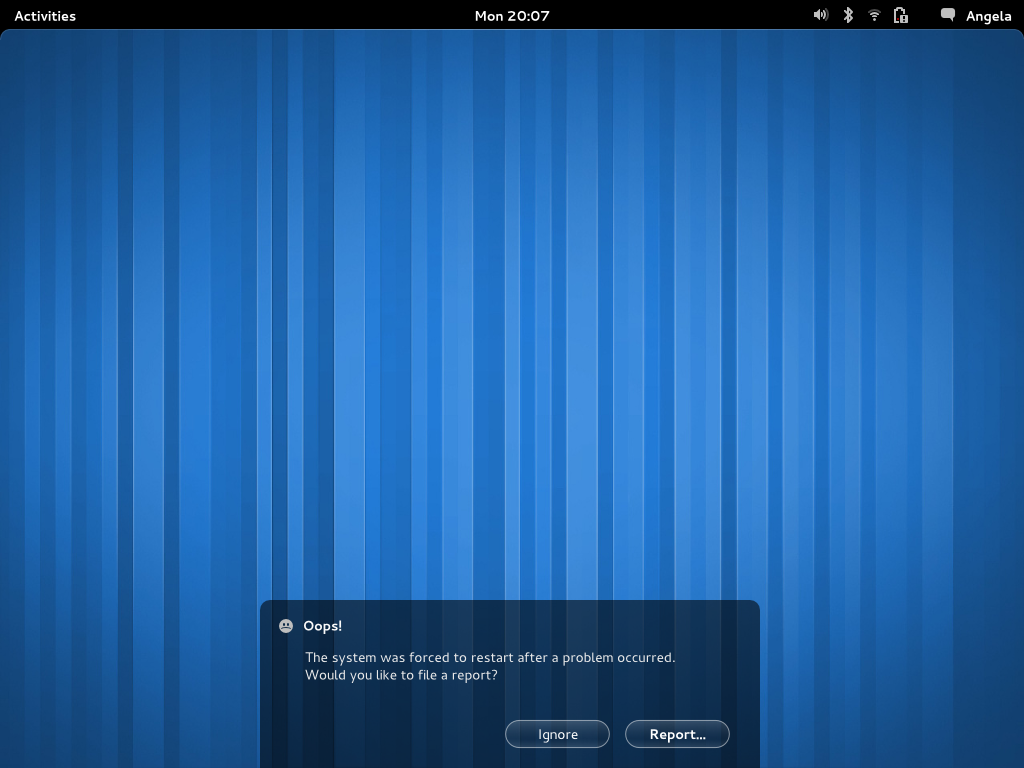 Activities
Mon 20:07
Angela
Oops!
The system was forced to restart after a problem occurred.
Would you like to file a report?
Ignore
Report...